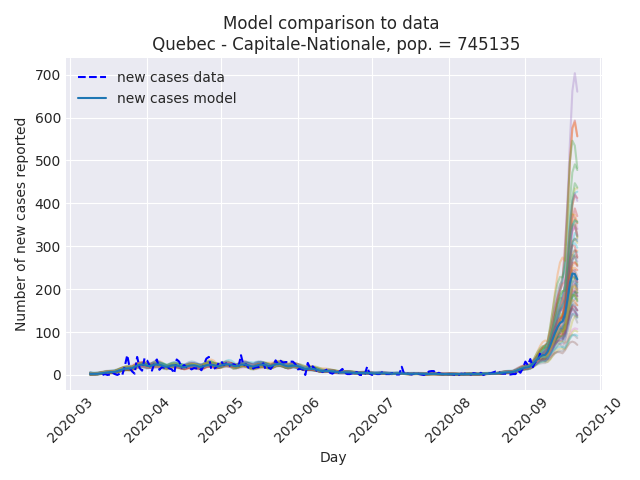 Model comparison to data
Quebec - Capitale-Nationale, pop. = 745135
new cases data
new cases model
Number of new cases reported
700
600
500
400
300
200
100
0
2020-03
2020-04
2020-05
2020-06
2020-07
2020-08
2020-09
2020-10
Day